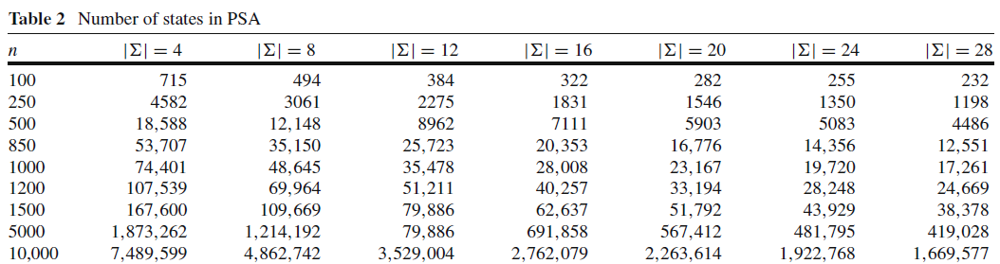 Table 2 Number of states in PSA
n |Σ| = 4 |Σ| = 8 |Σ| = 12 |Σ| = 16 |Σ| = 20 |Σ| = 24 |Σ| = 28
100 715 494 384 322 282 255 232
250 4582 3061 2275 1831 1546 1350 1198
500 18,588 12,148 8962 7111 5903 5083 4486
850 53,707 35,150 25,723 20,353 16,776 14,356 12,551
1000 74,401 48,645 35,478 28,008 23,167 19,720 17,261
1200 107,539 69,964 51,211 40,257 33,194 28,248 24,669
1500 167,600 109,669 79,886 62,637 51,792 43,929 38,378
5000 1,873,262 1,214,192 79,886 691,858 567,412 481,795 419,028
10,000 7,489,599 4,862,742 3,529,004 2,762,079 2,263,614 1,922,768 1,669,577